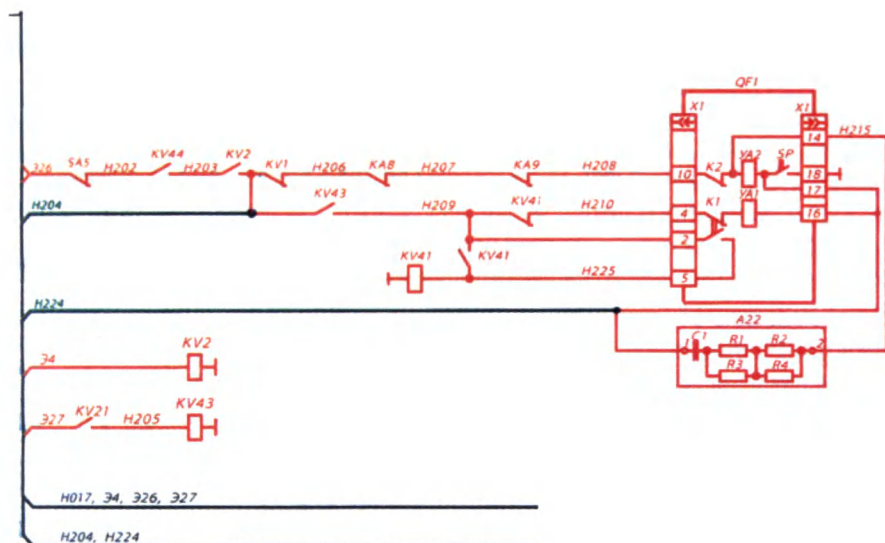 QF1
X1 X1
14 H215
Э26 SA5 H202 KV44 H203 KV2 KV1 H206 KA8 H207 KA9 H208 10 K2 YA2 SP 18
17
H204 KV43 H209 KV41 H210 4 K1 YA1 16
2
KV41 KV41 H225 5
H224
A22
Э4 KV2 1 C1 R1 R2 2
R3 R4
Э27 KV21 H205 KV43
H017, Э4, Э26, Э27
H204, H224